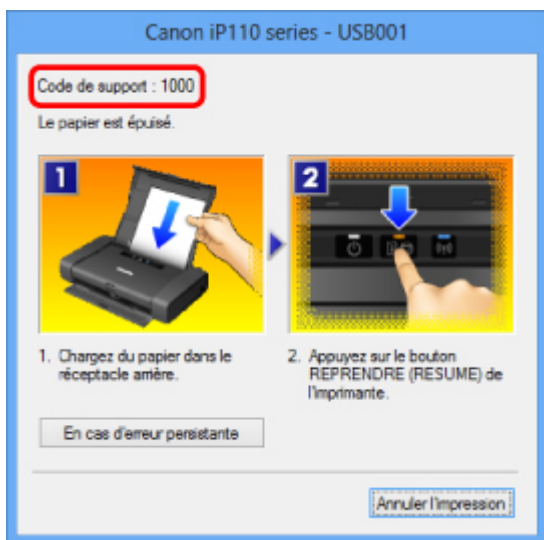 Canon iP110 series - USB001
Code de support : 1000
Le papier est épuisé.
1
2
1. Chargez du papier dans le
réceptacle arrière.
2. Appuyez sur le bouton
REPRENDRE (RESUME) de
l'imprimante.
En cas d'erreur persistante
Annuler l'impression